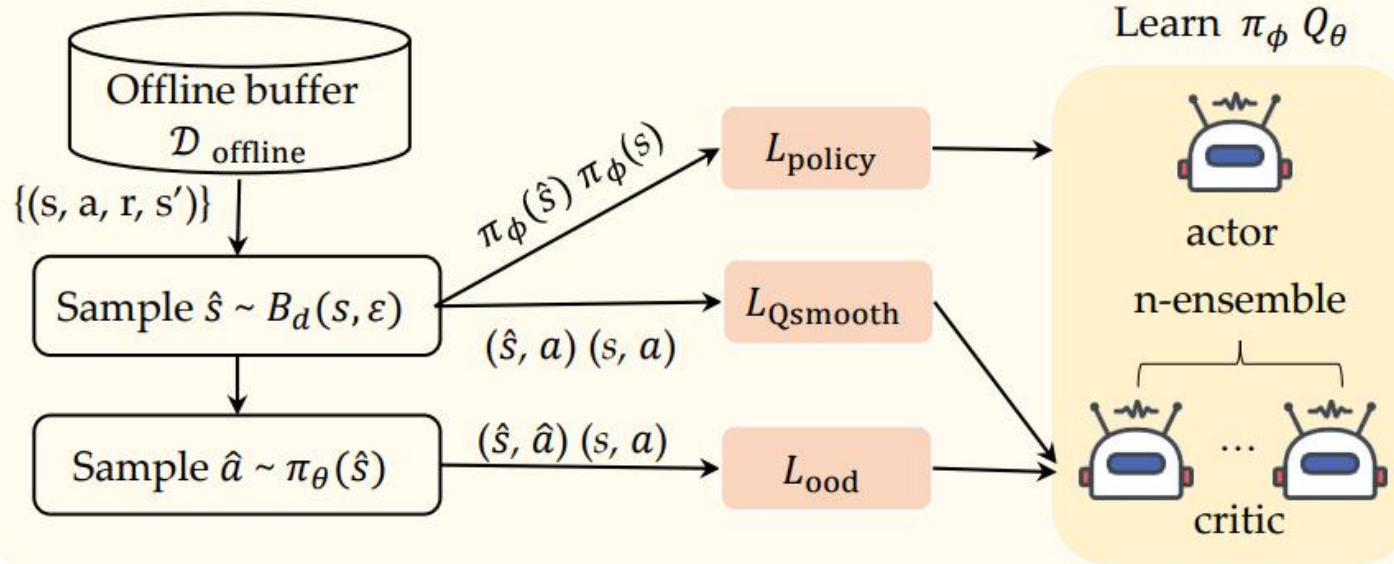 Offline buffer
𝒟 offline
{(s, a, r, s′)}
Sample ŝ ~ B_d(s, ε)
Sample â ~ π_θ(ŝ)
π_ϕ(ŝ) π_ϕ(s)
(ŝ, a) (s, a)
(ŝ, â) (s, a)
L_policy
L_Qsmooth
L_ood
Learn π_ϕ Q_θ
actor
n-ensemble
...
critic